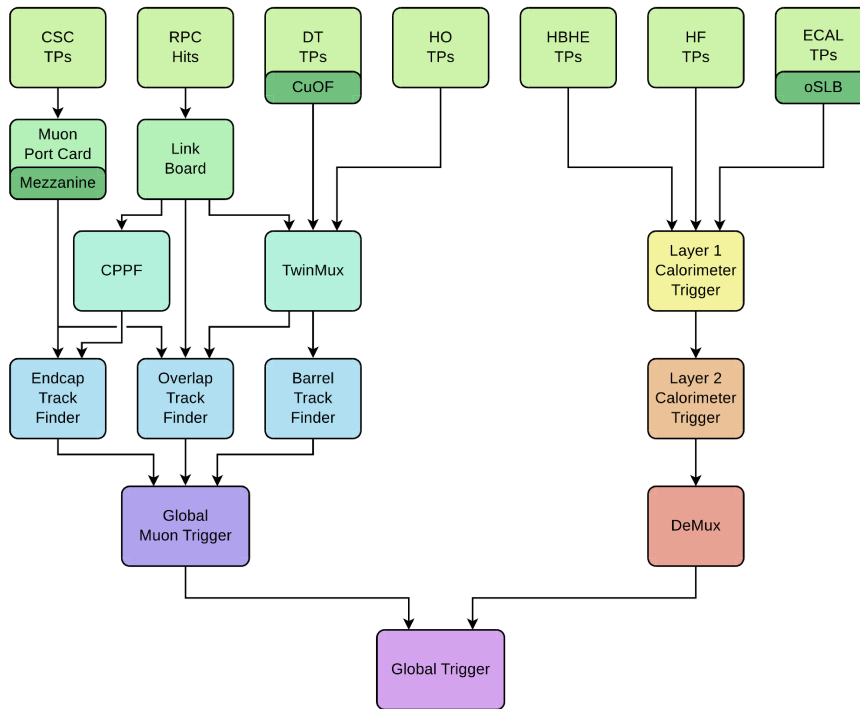 CSC
TPs
RPC
Hits
DT
TPs
CuOF
HO
TPs
HBHE
TPs
HF
TPs
ECAL
TPs
oSLB
Muon
Port Card
Mezzanine
Link
Board
CPPF
TwinMux
Layer 1
Calorimeter
Trigger
Endcap
Track
Finder
Overlap
Track
Finder
Barrel
Track
Finder
Layer 2
Calorimeter
Trigger
Global
Muon Trigger
DeMux
Global Trigger